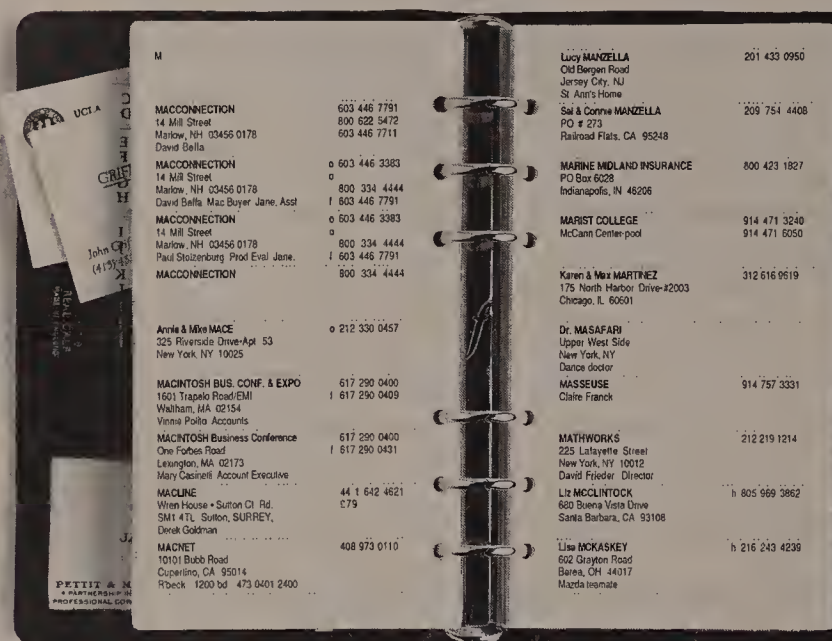 M
MACCONNECTION 603 446 7791
14 Mill Street 800 622 5472
Marlow, NH 03456 0178 603 446 7711
David Bella
MACCONNECTION o 603 446 3383
14 Mill Street o
Marlow, NH 03456 0178 800 334 4444
David Beffa Mac Buyer Jane, Asst f 603 446 7791
MACCONNECTION o 603 446 3383
14 Mill Street o
Marlow, NH 03456 0178 800 334 4444
Paul Stolzenburg Prod Eval Jane. f 603 446 7791
MACCONNECTION 800 334 4444
Annie & Mike MACE o 212 330 0457
325 Riverside Drive-Apt 53
New York, NY 10025
MACINTOSH BUS. CONF. & EXPO 617 290 0400
1601 Trapelo Road/EMI f 617 290 0409
Waltham, MA 02154
Vinnie Polito Accounts
MACINTOSH Business Conference 617 290 0400
One Forbes Road f 617 290 0431
Lexington, MA 02173
Mary Casinelli Account Executive
MACLINE 44 1 642 4621
Wren House • Sutton Ct Rd. £79
SM1 4TL Sutton, SURREY,
Derek Goldman
MACNET 408 973 0110
10101 Bubb Road
Cupertino, CA 95014
R'beck 1200 bd 473 0401 2400
Lucy MANZELLA 201 433 0950
Old Bergen Road
Jersey City, NJ
St Ann's Home
Sal & Connie MANZELLA 209 754 4408
PO # 273
Railroad Flats, CA 95248
MARINE MIDLAND INSURANCE 800 423 1827
PO Box 6028
Indianapolis, IN 46206
MARIST COLLEGE 914 471 3240
McCann Center-pool 914 471 6050
Karen & Max MARTINEZ 312 616 9619
175 North Harbor Drive-#2003
Chicago, IL 60601
Dr. MASAFARI
Upper West Side
New York, NY
Dance doctor
MASSEUSE 914 757 3331
Claire Franck
MATHWORKS 212 219 1214
225 Lafayette Street
New York, NY 10012
David Frieder Director
Liz MCCLINTOCK h 805 969 3862
680 Buena Vista Drive
Santa Barbara, CA 93108
Lise MCKASKEY h 216 243 4239
602 Grayton Road
Berea, OH 44017
Mazda teamate
UCLA
John
PETTIT &
A PARTNERSHIP
PROFESSIONAL